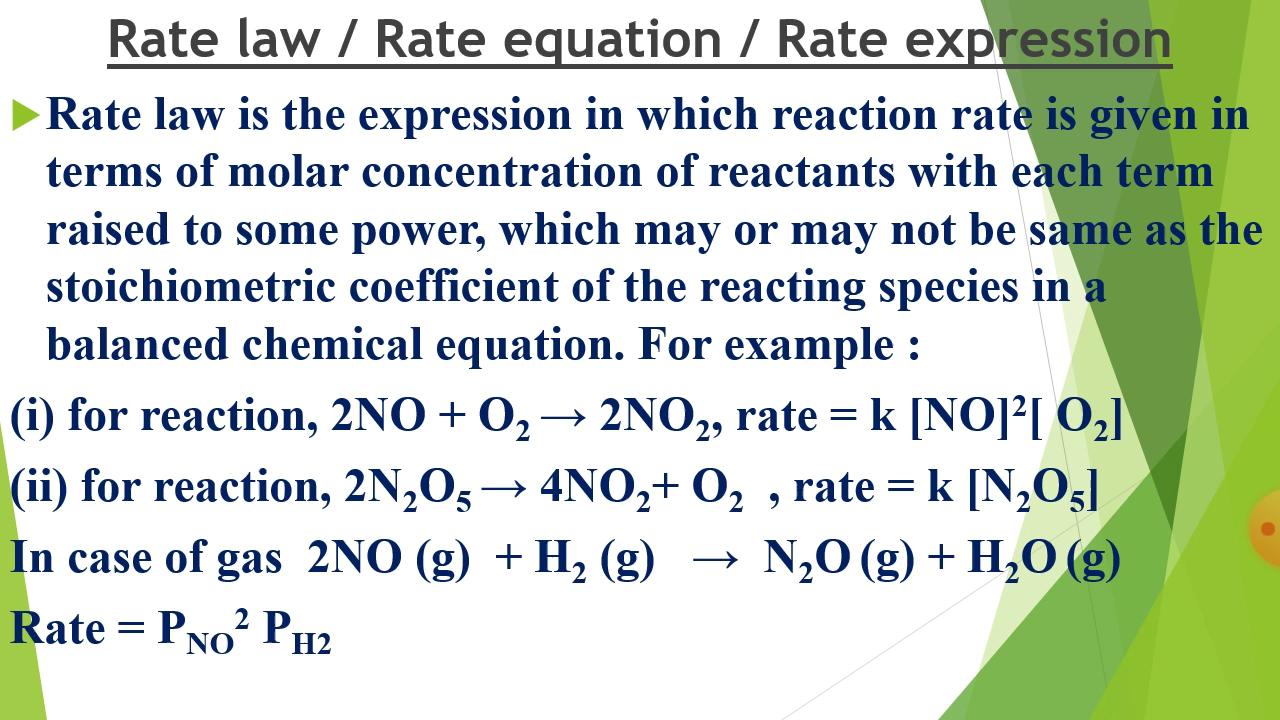 Rate law / Rate equation / Rate expression
Rate law is the expression in which reaction rate is given in
terms of molar concentration of reactants with each term
raised to some power, which may or may not be same as the
stoichiometric coefficient of the reacting species in a
balanced chemical equation. For example :
(i) for reaction, 2NO + O₂ → 2NO₂, rate = k [NO]²[ O₂]
(ii) for reaction, 2N₂O₅ → 4NO₂+ O₂ , rate = k [N₂O₅]
In case of gas 2NO (g) + H₂ (g) → N₂O (g) + H₂O (g)
Rate = P_NO² P_H2